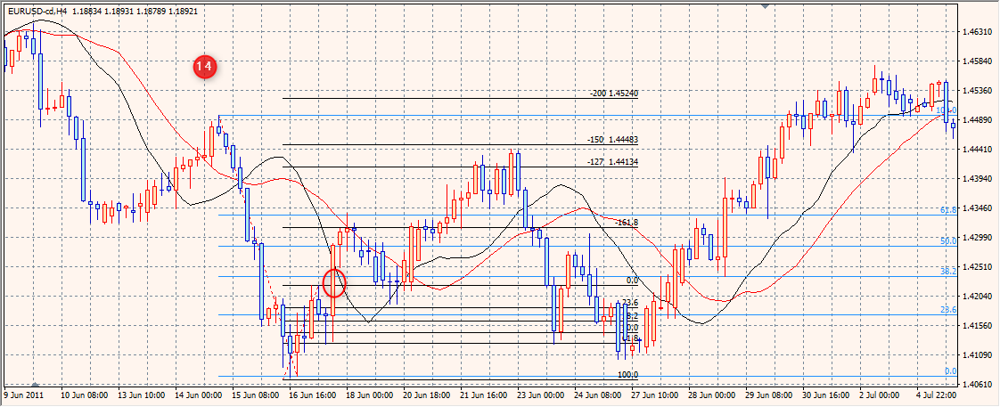 EURUSD-cd,H4 1.18834 1.18931 1.18789 1.18921
14
1.46310
1.45840
1.45360
1.44890
1.44410
1.43940
1.43460
1.42990
1.42510
1.42040
1.41560
1.41090
1.40610
-200 1.45240
-150 1.44483
-127 1.44134
-161.8
0.0
23.6
38.2
50.0
61.8
100.0
100.0
61.8
50.0
38.2
23.6
0.0
9 Jun 2011
10 Jun 08:00
13 Jun 10:00
14 Jun 00:00
15 Jun 08:00
16 Jun 16:00
18 Jun 00:00
20 Jun 18:00
21 Jun 16:00
23 Jun 00:00
24 Jun 08:00
27 Jun 10:00
28 Jun 00:00
29 Jun 08:00
30 Jun 16:00
2 Jul 00:00
4 Jul 22:00